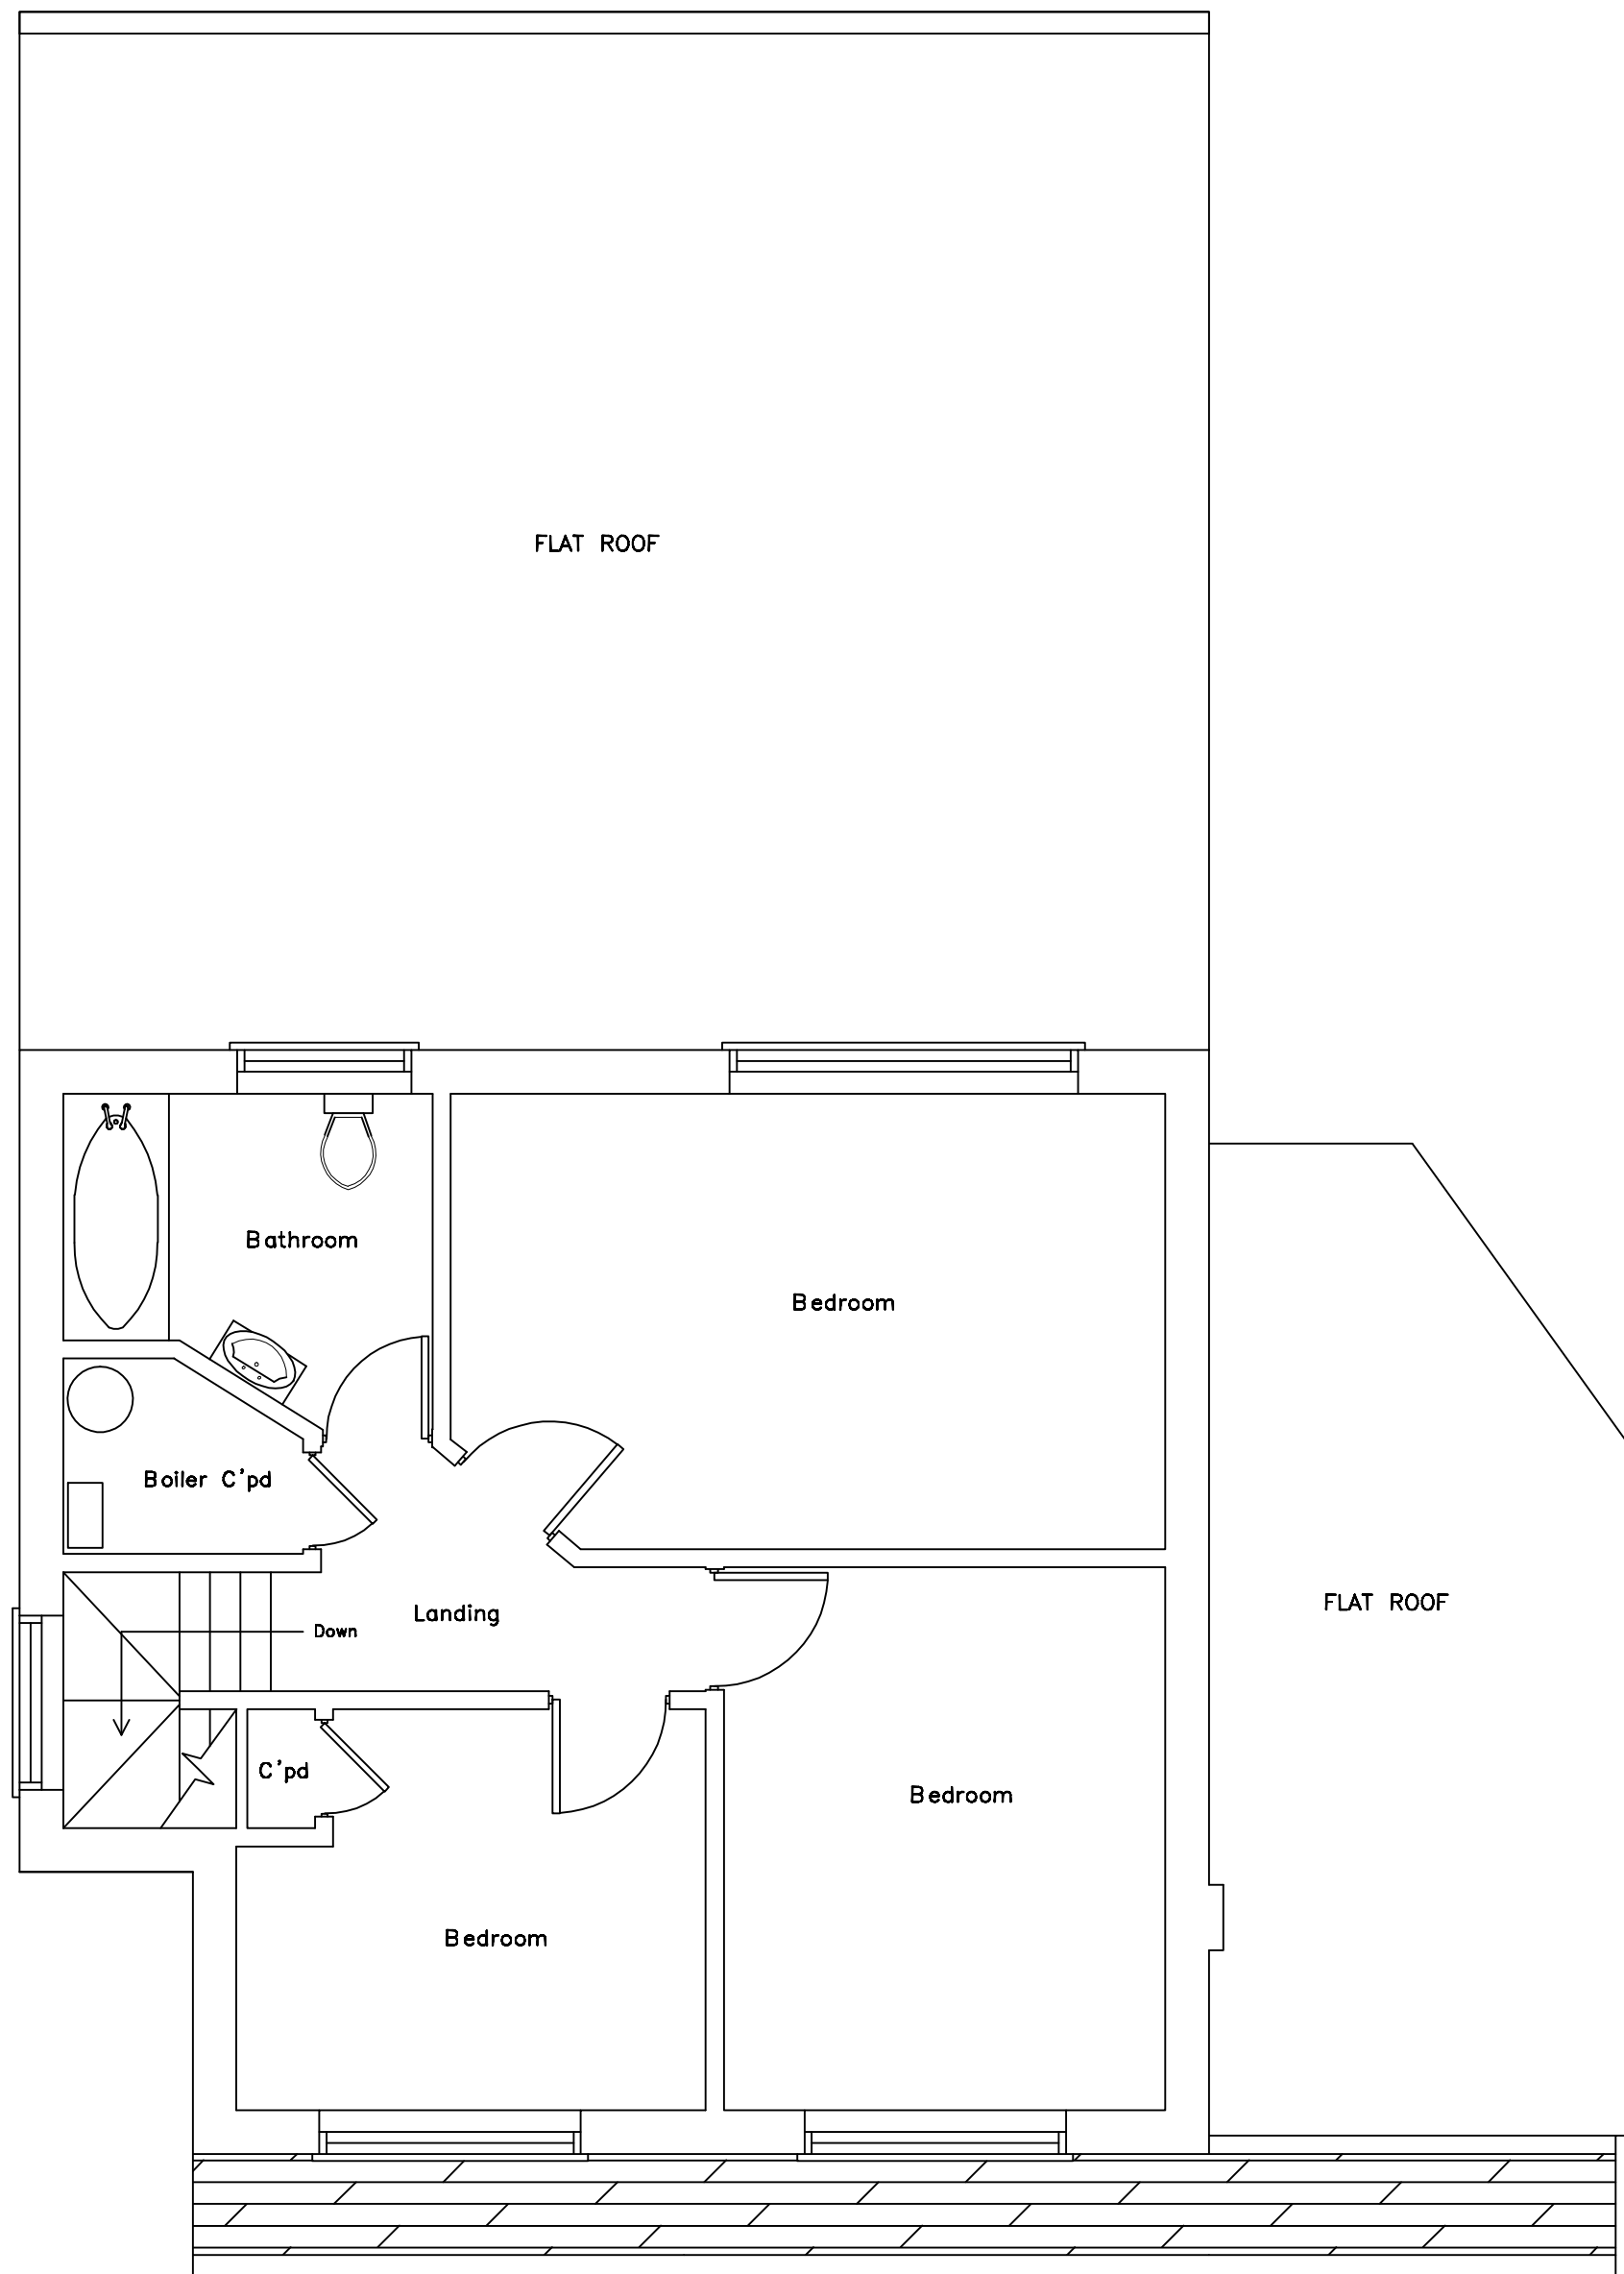 FLAT ROOF
Bathroom
Bedroom
Boiler C'pd
FLAT ROOF
Landing
Down
C'pd
Bedroom
Bedroom